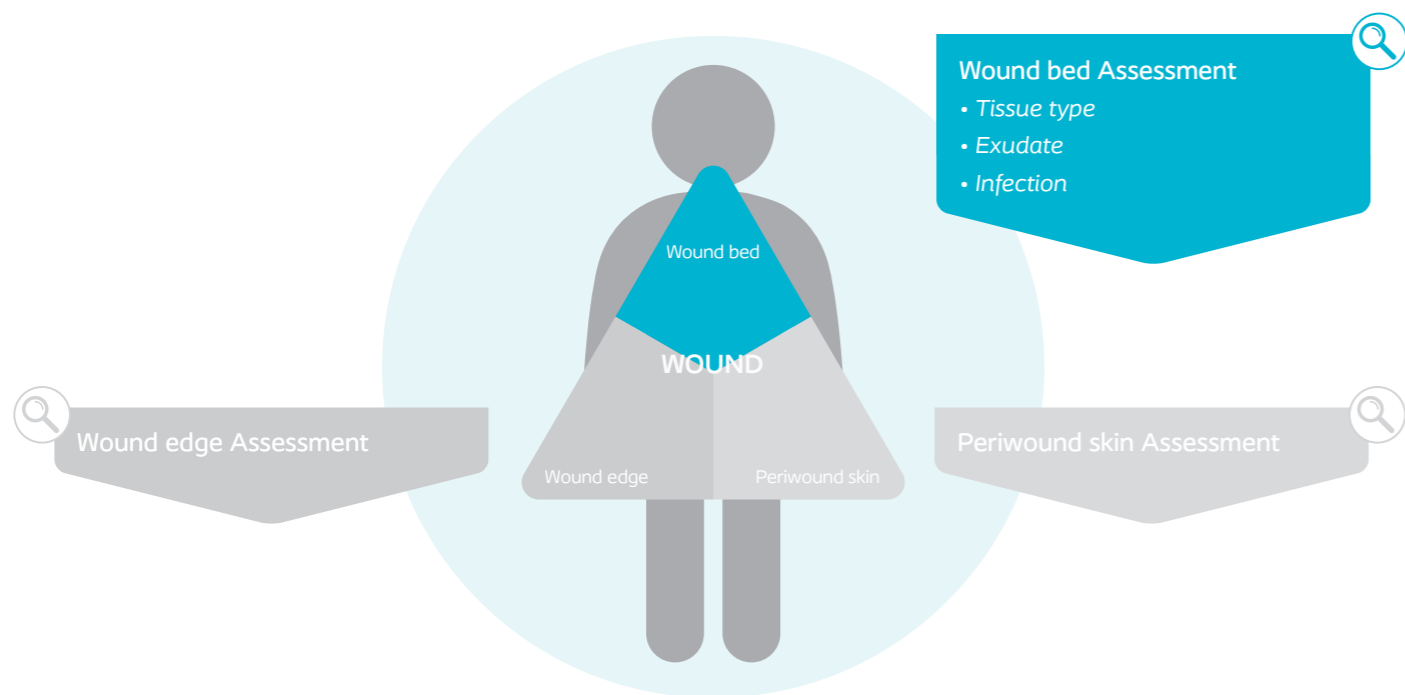 Wound bed Assessment
• Tissue type
• Exudate
• Infection
Wound bed
WOUND
Wound edge Assessment
Periwound skin Assessment
Wound edge
Periwound skin